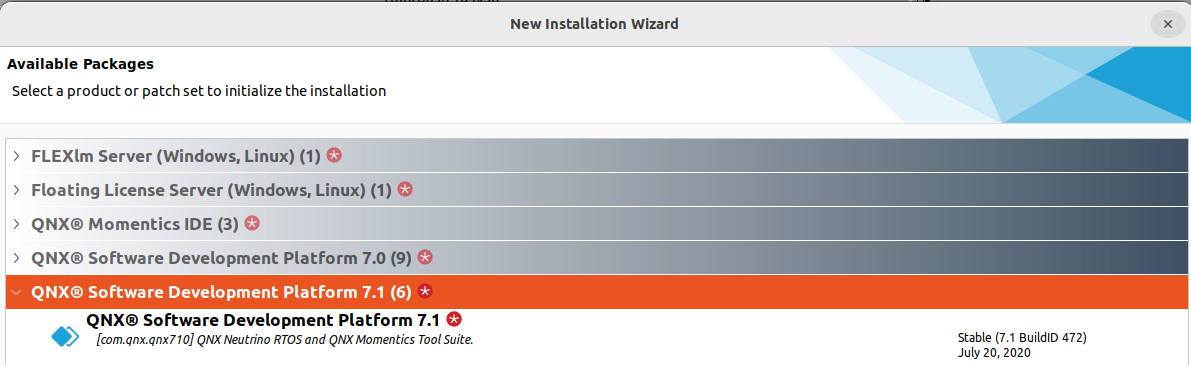 New Installation Wizard
Available Packages
Select a product or patch set to initialize the installation
FLEXlm Server (Windows, Linux) (1)
Floating License Server (Windows, Linux) (1)
QNX® Momentics IDE (3)
QNX® Software Development Platform 7.0 (9)
QNX® Software Development Platform 7.1 (6)
QNX® Software Development Platform 7.1
[com.qnx.qnx710] QNX Neutrino RTOS and QNX Momentics Tool Suite.
Stable (7.1 BuildID 472)
July 20, 2020